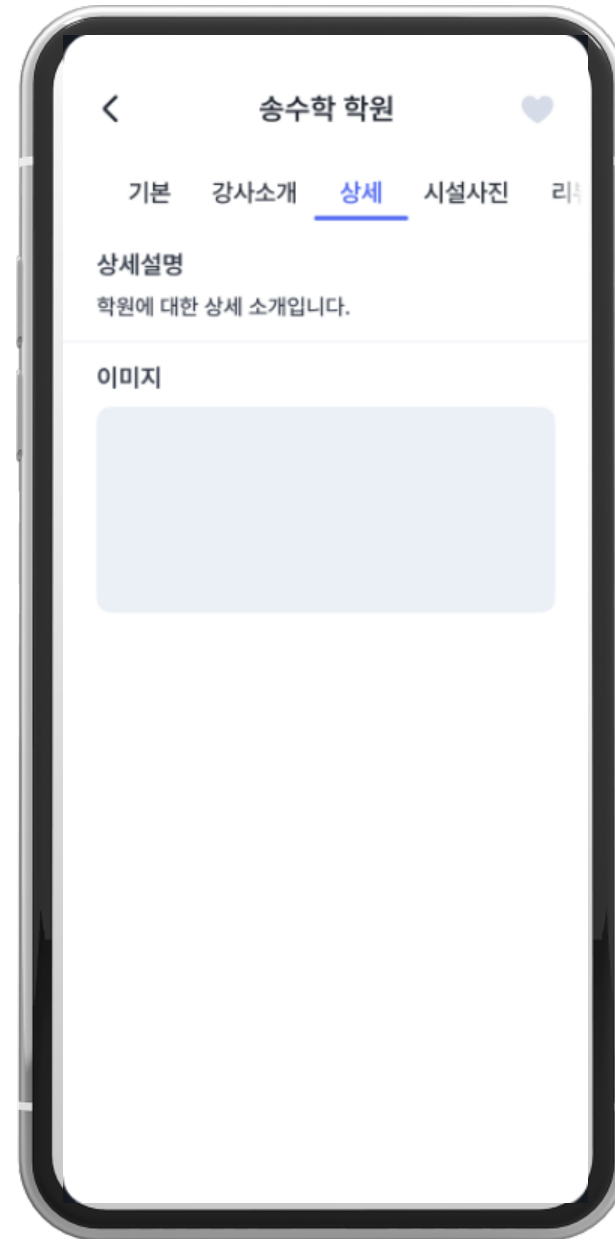 송수학 학원
기본 강사소개 상세 시설사진
상세설명
학원에 대한 상세 소개입니다.
이미지